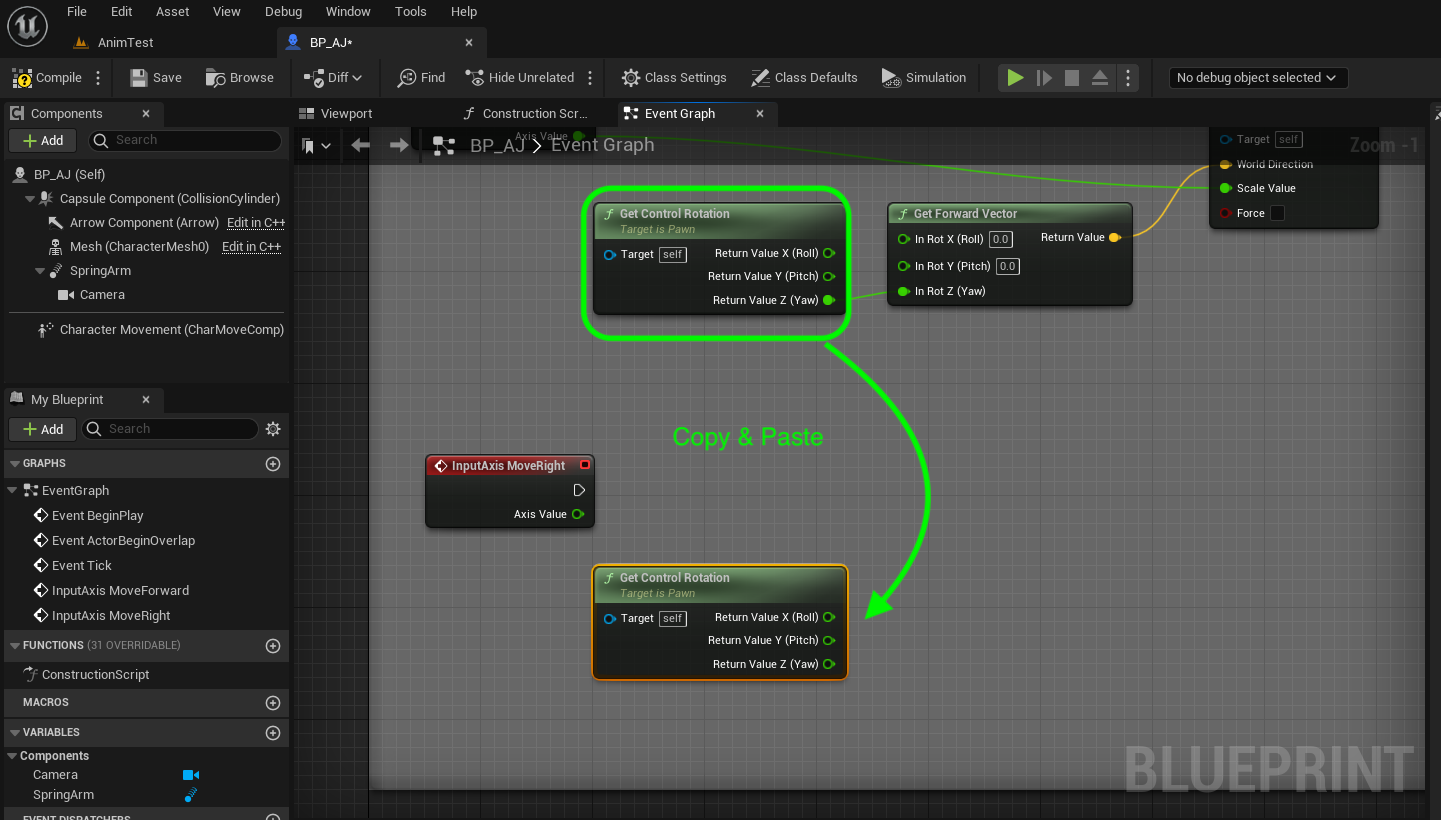 File Edit Asset View Debug Window Tools Help
AnimTest
BP_AJ*
Compile
Save
Browse
Diff
Find
Hide Unrelated
Class Settings
Class Defaults
Simulation
No debug object selected
Components
Viewport
Construction Scr...
Event Graph
Add
Search
BP_AJ (Self)
Capsule Component (CollisionCylinder)
Arrow Component (Arrow) Edit in C++
Mesh (CharacterMesh0) Edit in C++
SpringArm
Camera
Character Movement (CharMoveComp)
My Blueprint
Add
Search
GRAPHS
EventGraph
Event BeginPlay
Event ActorBeginOverlap
Event Tick
InputAxis MoveForward
InputAxis MoveRight
FUNCTIONS (31 OVERRIDABLE)
ConstructionScript
MACROS
VARIABLES
Components
Camera
SpringArm
EVENT DISPATCHERS
Axis Value
BP_AJ > Event Graph
Zoom -1
Target self
World Direction
Scale Value
Force
f Get Control Rotation
Target is Pawn
Target self
Return Value X (Roll)
Return Value Y (Pitch)
Return Value Z (Yaw)
f Get Forward Vector
In Rot X (Roll) 0.0
Return Value
In Rot Y (Pitch) 0.0
In Rot Z (Yaw)
Copy & Paste
InputAxis MoveRight
Axis Value
f Get Control Rotation
Target is Pawn
Target self
Return Value X (Roll)
Return Value Y (Pitch)
Return Value Z (Yaw)
BLUEPRINT